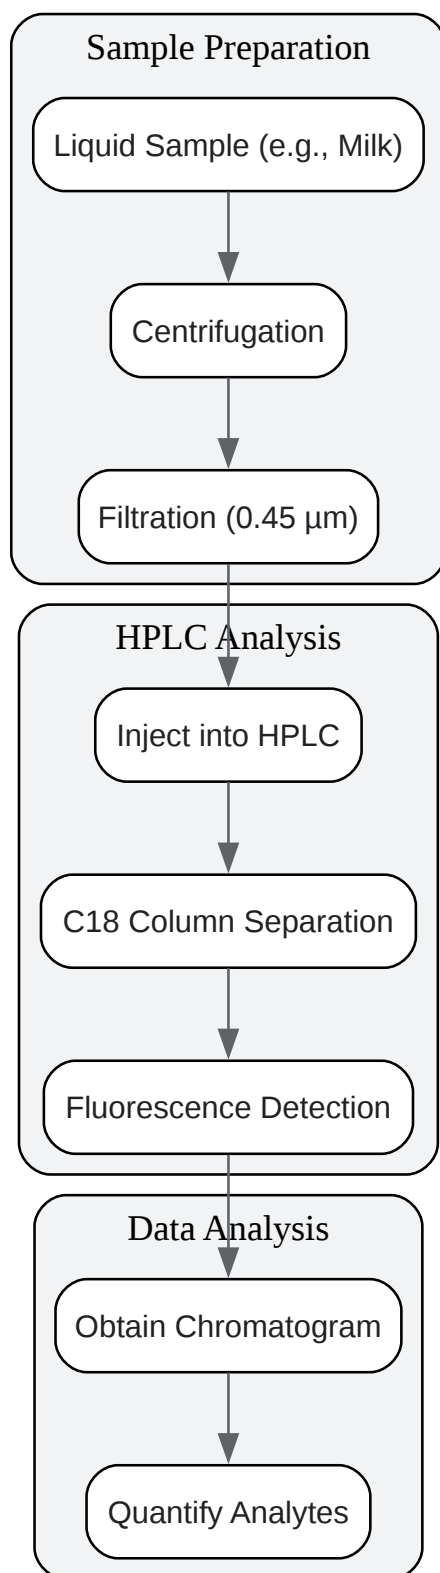 Sample Preparation
Liquid Sample (e.g., Milk)
Centrifugation
Filtration (0.45 µm)
HPLC Analysis
Inject into HPLC
C18 Column Separation
Fluorescence Detection
Data Analysis
Obtain Chromatogram
Quantify Analytes